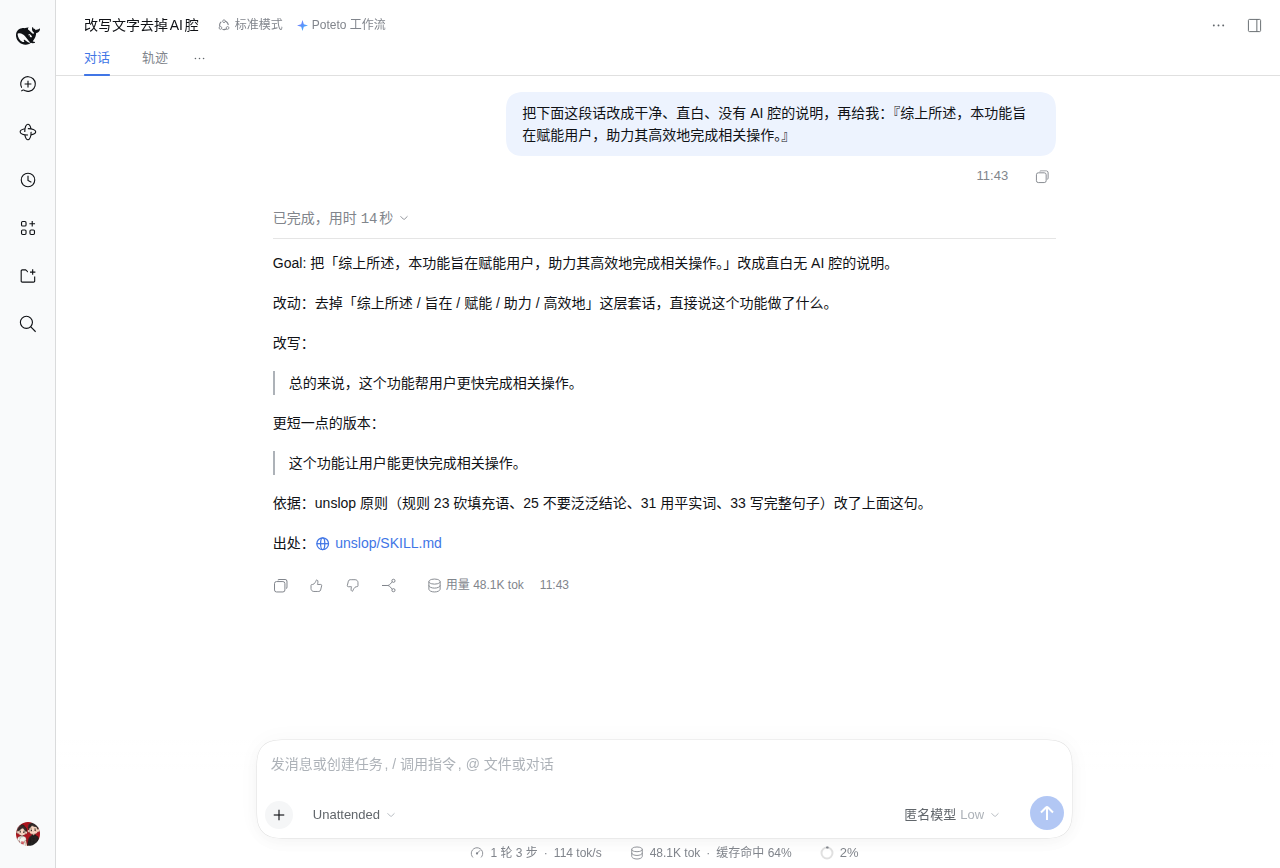 改写文字去掉 AI 腔 标准模式 Poteto 工作流
对话 轨迹 ···
把下面这段话改成干净、直白、没有 AI 腔的说明，再给我：『综上所述，本功能旨
在赋能用户，助力其高效地完成相关操作。』
11:43
已完成，用时 14 秒
Goal: 把「综上所述，本功能旨在赋能用户，助力其高效地完成相关操作。」改成直白无 AI 腔的说明。
改动：去掉「综上所述 / 旨在 / 赋能 / 助力 / 高效地」这层套话，直接说这个功能做了什么。
改写：
总的来说，这个功能帮用户更快完成相关操作。
更短一点的版本：
这个功能让用户能更快完成相关操作。
依据：unslop 原则（规则 23 砍填充语、25 不要泛泛结论、31 用平实词、33 写完整句子）改了上面这句。
出处： unslop/SKILL.md
用量 48.1K tok 11:43
发消息或创建任务, / 调用指令, @ 文件或对话
Unattended 匿名模型 Low
1 轮 3 步 · 114 tok/s 48.1K tok · 缓存命中 64% 2%